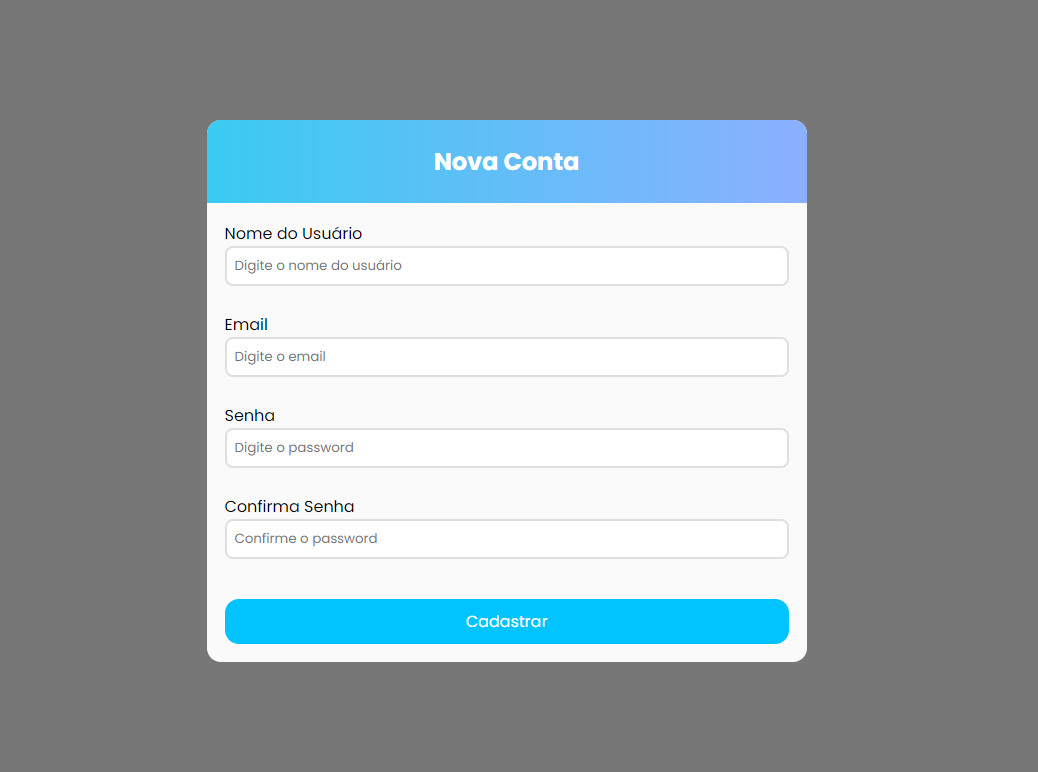 Nova Conta
Nome do Usuário
Digite o nome do usuário
Email
Digite o email
Senha
Digite o password
Confirma Senha
Confirme o password
Cadastrar